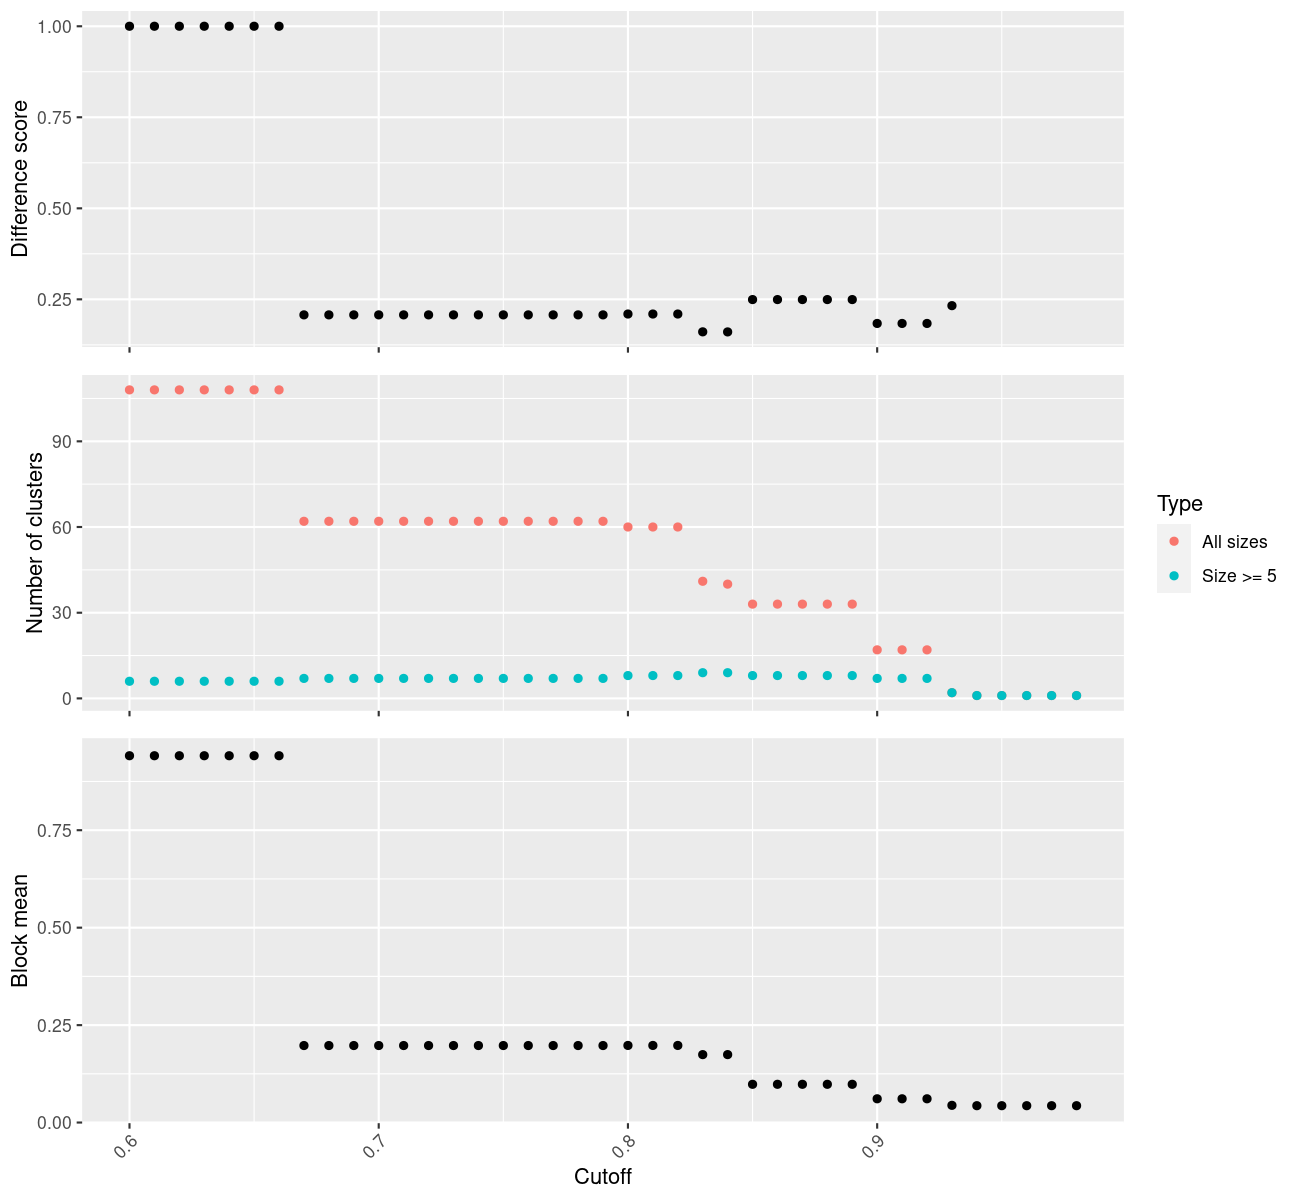 1.00
0.75
0.50
0.25
Difference score
90
60
30
0
Number of clusters
Type
All sizes
Size >= 5
0.75
0.50
0.25
0.00
Block mean
0.6
0.7
0.8
0.9
Cutoff